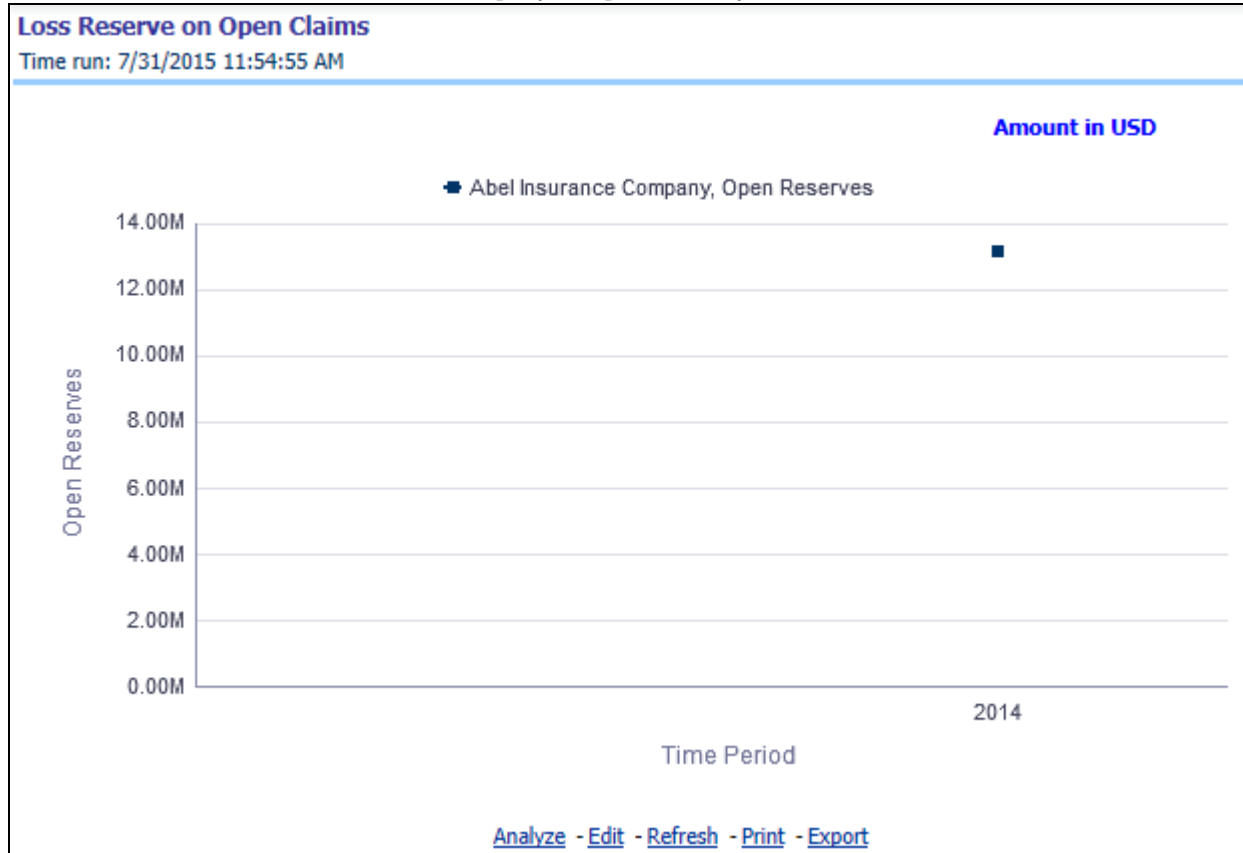 Loss Reserve on Open Claims
Time run: 7/31/2015 11:54:55 AM
Amount in USD
Abel Insurance Company, Open Reserves
14.00M
12.00M
10.00M
8.00M
6.00M
4.00M
2.00M
0.00M
Open Reserves
2014
Time Period
Analyze - Edit - Refresh - Print - Export